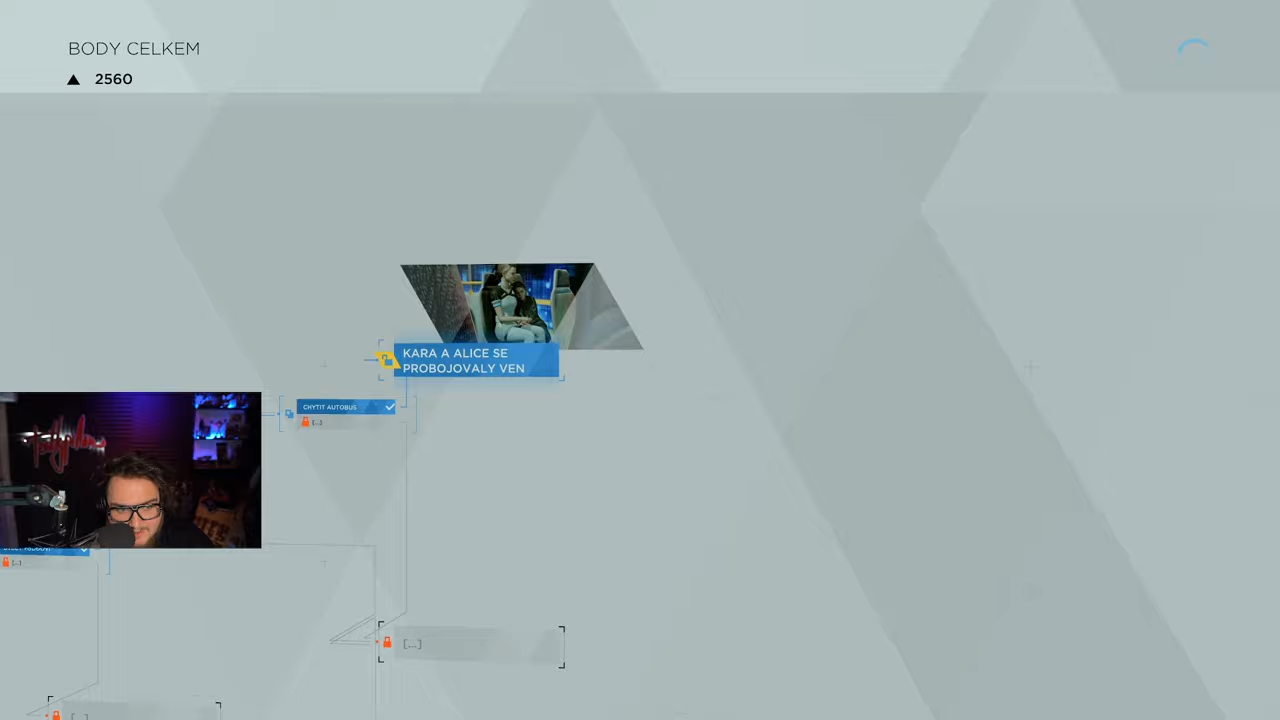 BODY CELKEM
2560
KARA A ALICE SE
PROBOJOVALY VEN
CHYTIT AUTOBUS
[...]
[...]
[...]
[...]